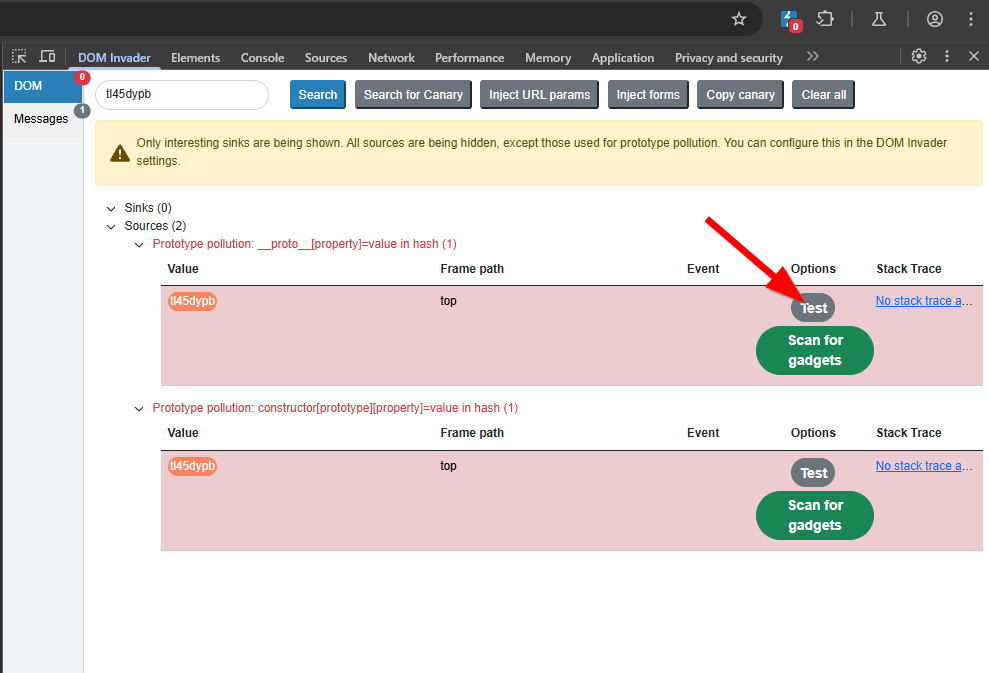 0
DOM Invader Elements Console Sources Network Performance Memory Application Privacy and security
DOM 0
Messages 1
tl45dypb Search Search for Canary Inject URL params Inject forms Copy canary Clear all
Only interesting sinks are being shown. All sources are being hidden, except those used for prototype pollution. You can configure this in the DOM Invader
settings.
Sinks (0)
Sources (2)
Prototype pollution: __proto__[property]=value in hash (1)
Value Frame path Event Options Stack Trace
tl45dypb top Test No stack trace a...
Scan for
gadgets
Prototype pollution: constructor[prototype][property]=value in hash (1)
Value Frame path Event Options Stack Trace
tl45dypb top Test No stack trace a...
Scan for
gadgets